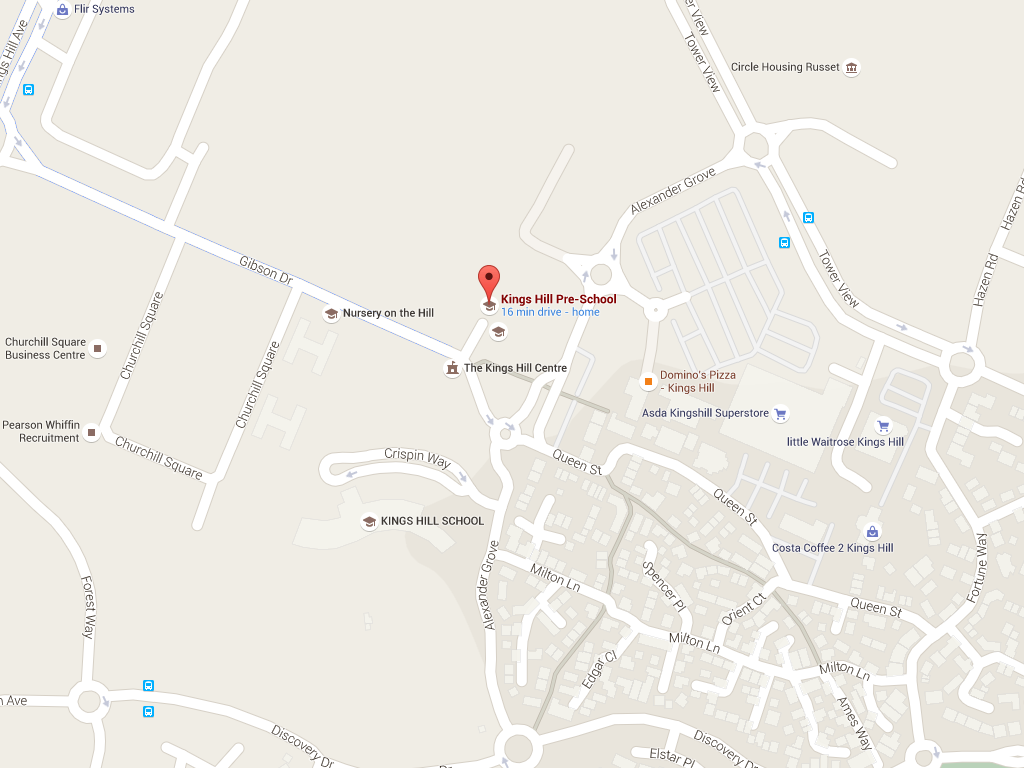 Flir Systems
ngs Hill Ave
Tower View
Tower View
Circle Housing Russet
Alexander Grove
Hazen Rd
Hazen Rd
Gibson Dr
Tower View
Kings Hill Pre-School
16 min drive - home
Nursery on the Hill
Churchill Square
Churchill Square
Business Centre
Churchill Square
The Kings Hill Centre
Domino's Pizza
- Kings Hill
Asda Kingshill Superstore
little Waitrose Kings Hill
Pearson Whiffin
Recruitment
Churchill Square
Crispin Way
Queen St
Queen St
KINGS HILL SCHOOL
Costa Coffee 2 Kings Hill
Alexander Grove
Milton Ln
Spencer Pl
Orient Ct
Queen St
Fortune Way
Forest Way
Milton Ln
Edgar Cl
Milton Ln
Ames Way
n Ave
Discovery Dr
Discovery Dr
Elstar Pl